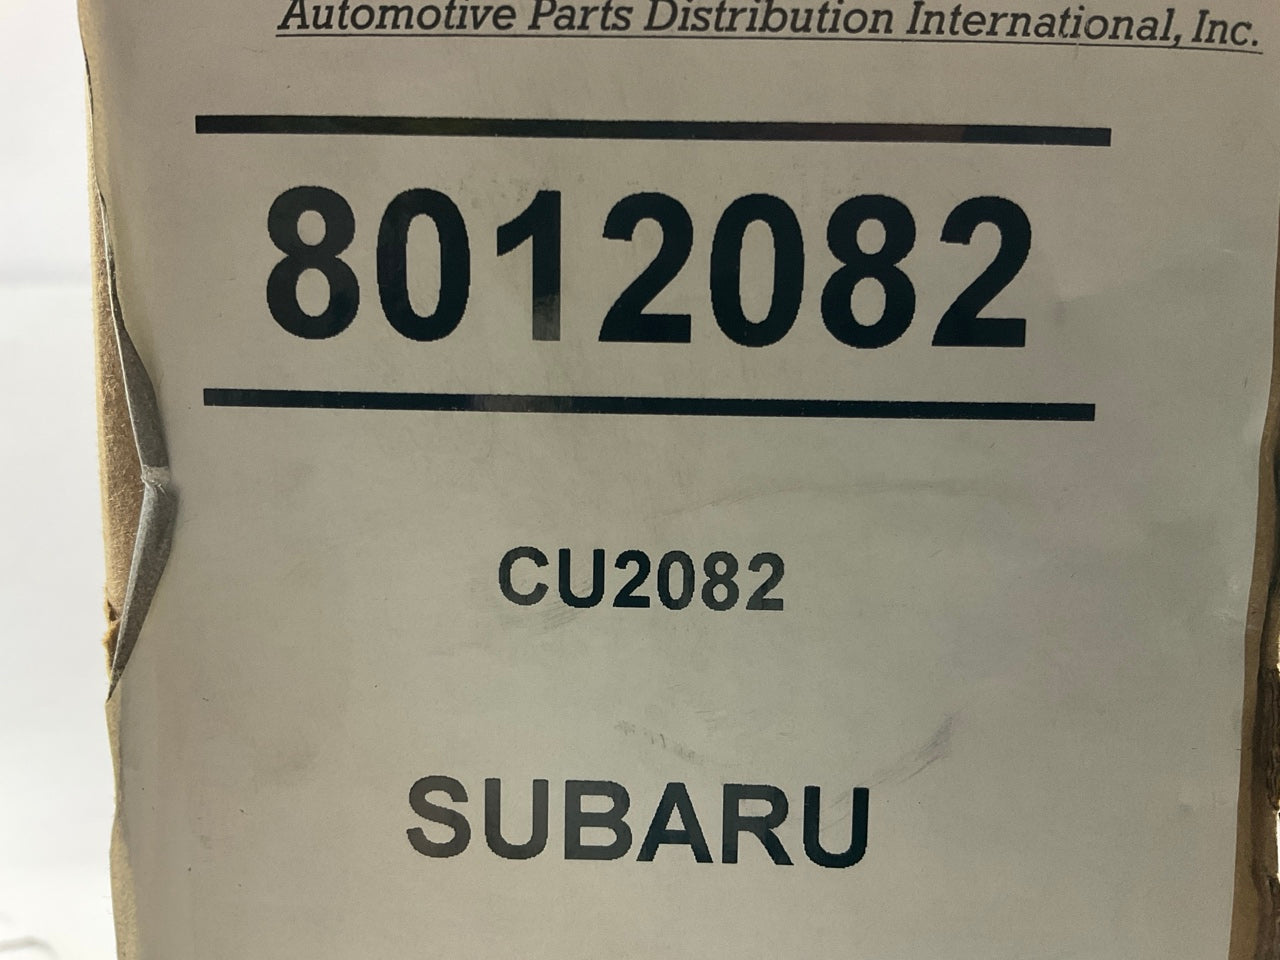 Automotive Parts Distribution International, Inc.
8012082
CU2082
SUBARU